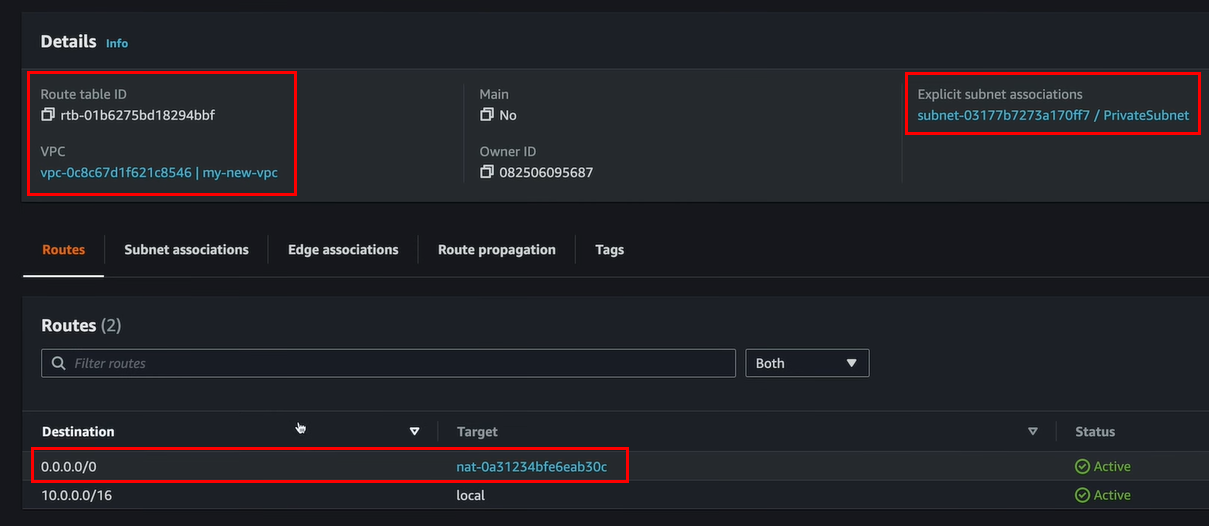 Details Info
Route table ID
rtb-01b6275bd18294bbf
VPC
vpc-0c8c67d1f621c8546 | my-new-vpc
Main
No
Owner ID
082506095687
Explicit subnet associations
subnet-03177b7273a170ff7 / PrivateSubnet
Routes Subnet associations Edge associations Route propagation Tags
Routes (2)
Filter routes Both
Destination Target Status
0.0.0.0/0 nat-0a31234bfe6eab30c Active
10.0.0.0/16 local Active